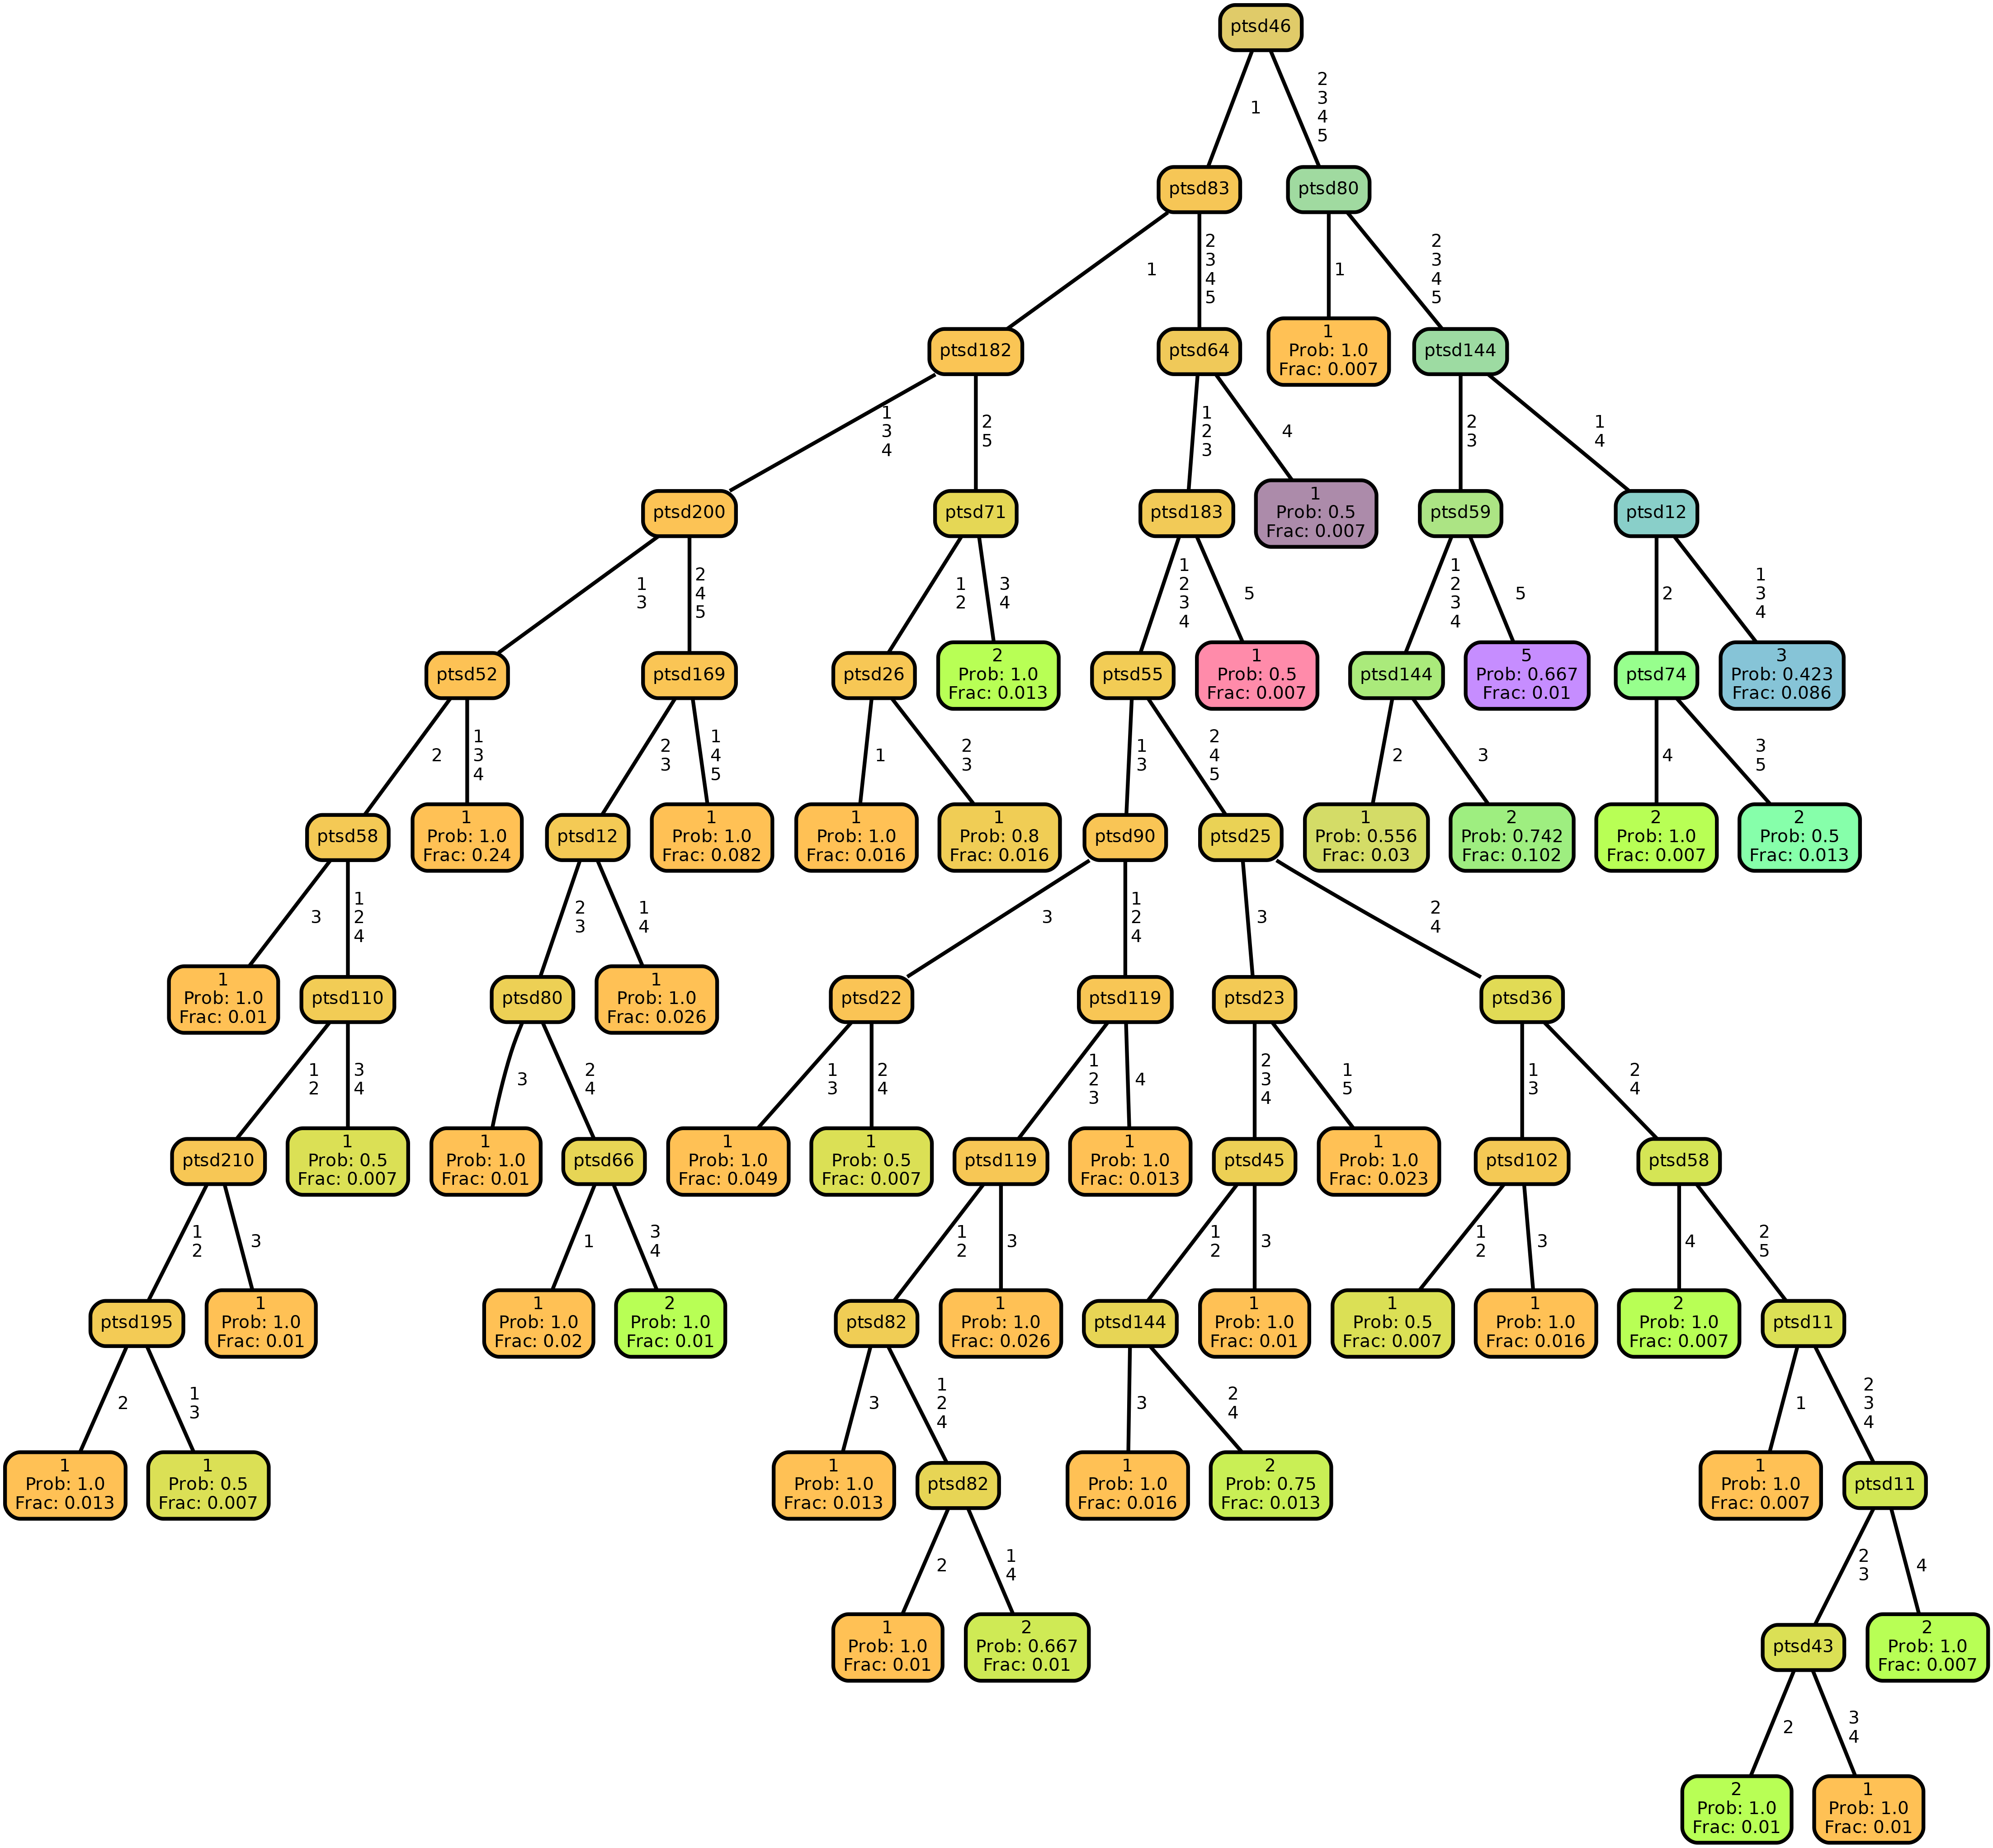 ptsd46
1
2
3
4
5
ptsd83
ptsd80
1
2
3
4
5
1
2
3
4
5
ptsd182
ptsd64
1
Prob: 1.0
Frac: 0.007
ptsd144
1
3
4
2
5
1
2
3
4
2
3
1
4
ptsd200
ptsd71
ptsd183
1
Prob: 0.5
Frac: 0.007
ptsd59
ptsd12
1
3
2
4
5
1
2
3
4
1
2
3
4
5
1
2
3
4
5
2
1
3
4
ptsd52
ptsd169
ptsd26
2
Prob: 1.0
Frac: 0.013
ptsd55
1
Prob: 0.5
Frac: 0.007
ptsd144
5
Prob: 0.667
Frac: 0.01
ptsd74
3
Prob: 0.423
Frac: 0.086
2
1
3
4
2
3
1
4
5
1
2
3
1
3
2
4
5
2
3
4
3
5
ptsd58
1
Prob: 1.0
Frac: 0.24
ptsd12
1
Prob: 1.0
Frac: 0.082
1
Prob: 1.0
Frac: 0.016
1
Prob: 0.8
Frac: 0.016
ptsd90
ptsd25
1
Prob: 0.556
Frac: 0.03
2
Prob: 0.742
Frac: 0.102
2
Prob: 1.0
Frac: 0.007
2
Prob: 0.5
Frac: 0.013
3
1
2
4
2
3
1
4
3
1
2
4
3
2
4
1
Prob: 1.0
Frac: 0.01
ptsd110
ptsd80
1
Prob: 1.0
Frac: 0.026
ptsd22
ptsd119
ptsd23
ptsd36
1
2
3
4
3
2
4
1
3
2
4
1
2
3
4
2
3
4
1
5
1
3
2
4
ptsd210
1
Prob: 0.5
Frac: 0.007
1
Prob: 1.0
Frac: 0.01
ptsd66
1
Prob: 1.0
Frac: 0.049
1
Prob: 0.5
Frac: 0.007
ptsd119
1
Prob: 1.0
Frac: 0.013
ptsd45
1
Prob: 1.0
Frac: 0.023
ptsd102
ptsd58
1
2
3
1
3
4
1
2
3
1
2
3
1
2
3
4
2
5
ptsd195
1
Prob: 1.0
Frac: 0.01
1
Prob: 1.0
Frac: 0.02
2
Prob: 1.0
Frac: 0.01
ptsd82
1
Prob: 1.0
Frac: 0.026
ptsd144
1
Prob: 1.0
Frac: 0.01
1
Prob: 0.5
Frac: 0.007
1
Prob: 1.0
Frac: 0.016
2
Prob: 1.0
Frac: 0.007
ptsd11
2
1
3
3
1
2
4
3
2
4
1
2
3
4
1
Prob: 1.0
Frac: 0.013
1
Prob: 0.5
Frac: 0.007
1
Prob: 1.0
Frac: 0.013
ptsd82
1
Prob: 1.0
Frac: 0.016
2
Prob: 0.75
Frac: 0.013
1
Prob: 1.0
Frac: 0.007
ptsd11
2
1
4
2
3
4
1
Prob: 1.0
Frac: 0.01
2
Prob: 0.667
Frac: 0.01
ptsd43
2
Prob: 1.0
Frac: 0.007
2
3
4
2
Prob: 1.0
Frac: 0.01
1
Prob: 1.0
Frac: 0.01